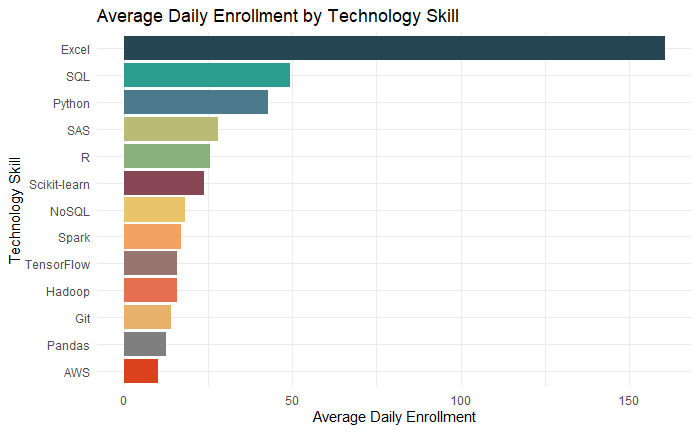 Average Daily Enrollment by Technology Skill
Technology Skill
Excel
SQL
Python
SAS
R
Scikit-learn
NoSQL
Spark
TensorFlow
Hadoop
Git
Pandas
AWS
0 50 100 150
Average Daily Enrollment